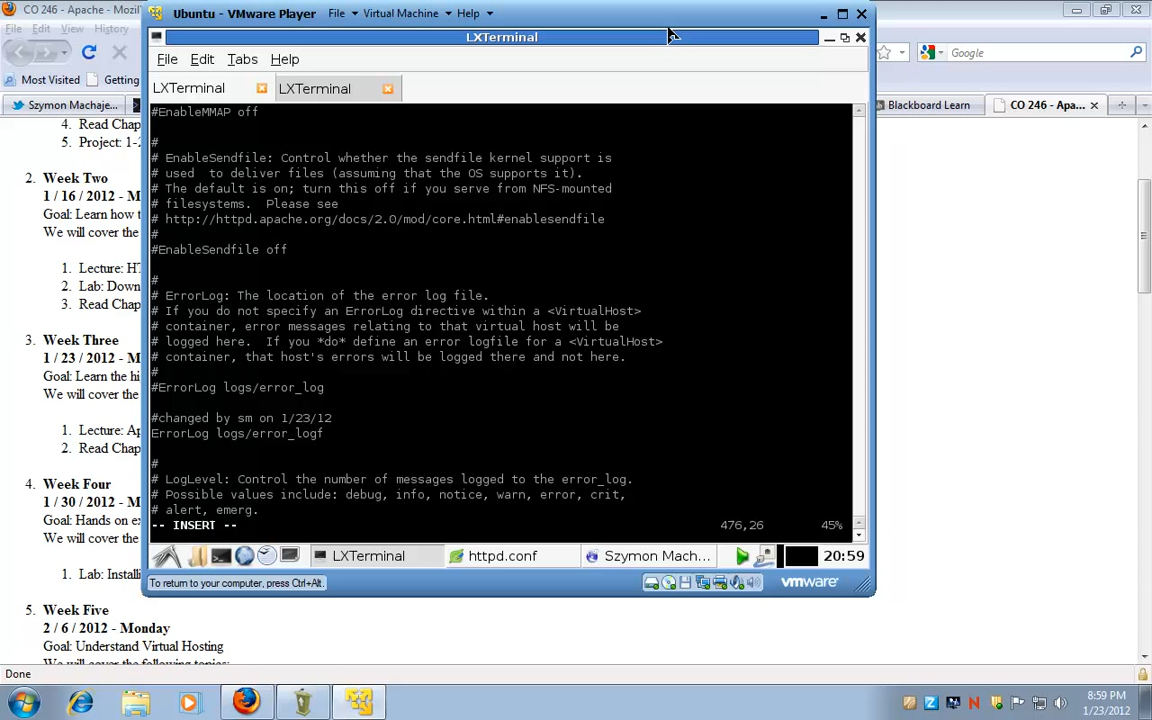 CO 246 - Apache - Mozil
Ubuntu - VMware Player File Virtual Machine Help
File Edit View History
LXTerminal
File Edit Tabs Help
Google
Most Visited Getting
Szymon Machaje...
LXTerminal LXTerminal
Blackboard Learn CO 246 - Apa...
4. Read Chap
5. Project: 1-2
2. Week Two
1 / 16 / 2012 - M
Goal: Learn how t
We will cover the
1. Lecture: HT
2. Lab: Down
3. Read Chap
3. Week Three
1 / 23 / 2012 - M
Goal: Learn the hi
We will cover the
1. Lecture: Ap
2. Read Chap
4. Week Four
1 / 30 / 2012 - M
Goal: Hands on ex
We will cover the
1. Lab: Installi
5. Week Five
2 / 6 / 2012 - Monday
Goal: Understand Virtual Hosting
We will cover the following topics:
#EnableMMAP off
#
# EnableSendfile: Control whether the sendfile kernel support is
# used  to deliver files (assuming that the OS supports it).
# The default is on; turn this off if you serve from NFS-mounted
# filesystems.  Please see
# http://httpd.apache.org/docs/2.0/mod/core.html#enablesendfile
#
#EnableSendfile off
#
# ErrorLog: The location of the error log file.
# If you do not specify an ErrorLog directive within a <VirtualHost>
# container, error messages relating to that virtual host will be
# logged here.  If you *do* define an error logfile for a <VirtualHost>
# container, that host's errors will be logged there and not here.
#
#ErrorLog logs/error_log
#changed by sm on 1/23/12
ErrorLog logs/error_logf
#
# LogLevel: Control the number of messages logged to the error_log.
# Possible values include: debug, info, notice, warn, error, crit,
# alert, emerg.
-- INSERT -- 476,26 45%
LXTerminal httpd.conf Szymon Mach... 20:59
To return to your computer, press Ctrl+Alt. vmware
Done
8:59 PM
1/23/2012